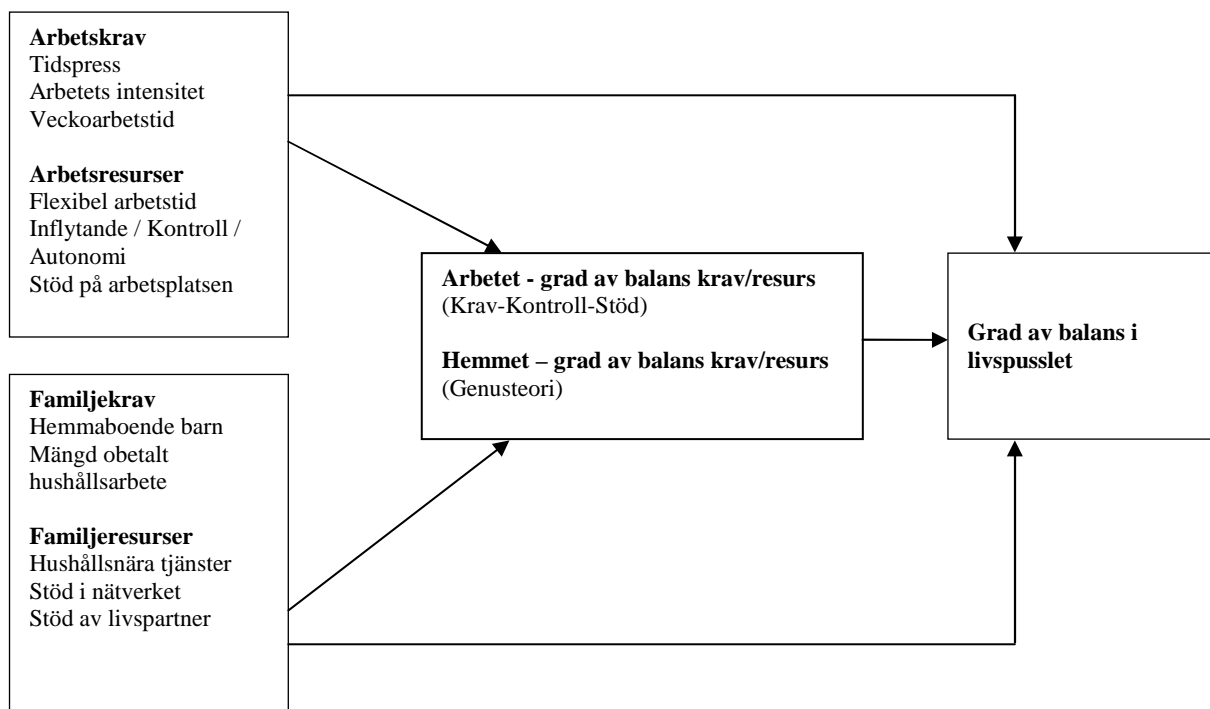 Arbetskrav
Tidspress
Arbetets intensitet
Veckoarbetstid
Arbetsresurser
Flexibel arbetstid
Inflytande / Kontroll /
Autonomi
Stöd på arbetsplatsen
Familjekrav
Hemmaboende barn
Mängd obetalt
hushållsarbete
Familjeresurser
Hushållsnära tjänster
Stöd i nätverket
Stöd av livspartner
Arbetet - grad av balans krav/resurs
(Krav-Kontroll-Stöd)
Hemmet – grad av balans krav/resurs
(Genusteori)
Grad av balans i
livspusslet